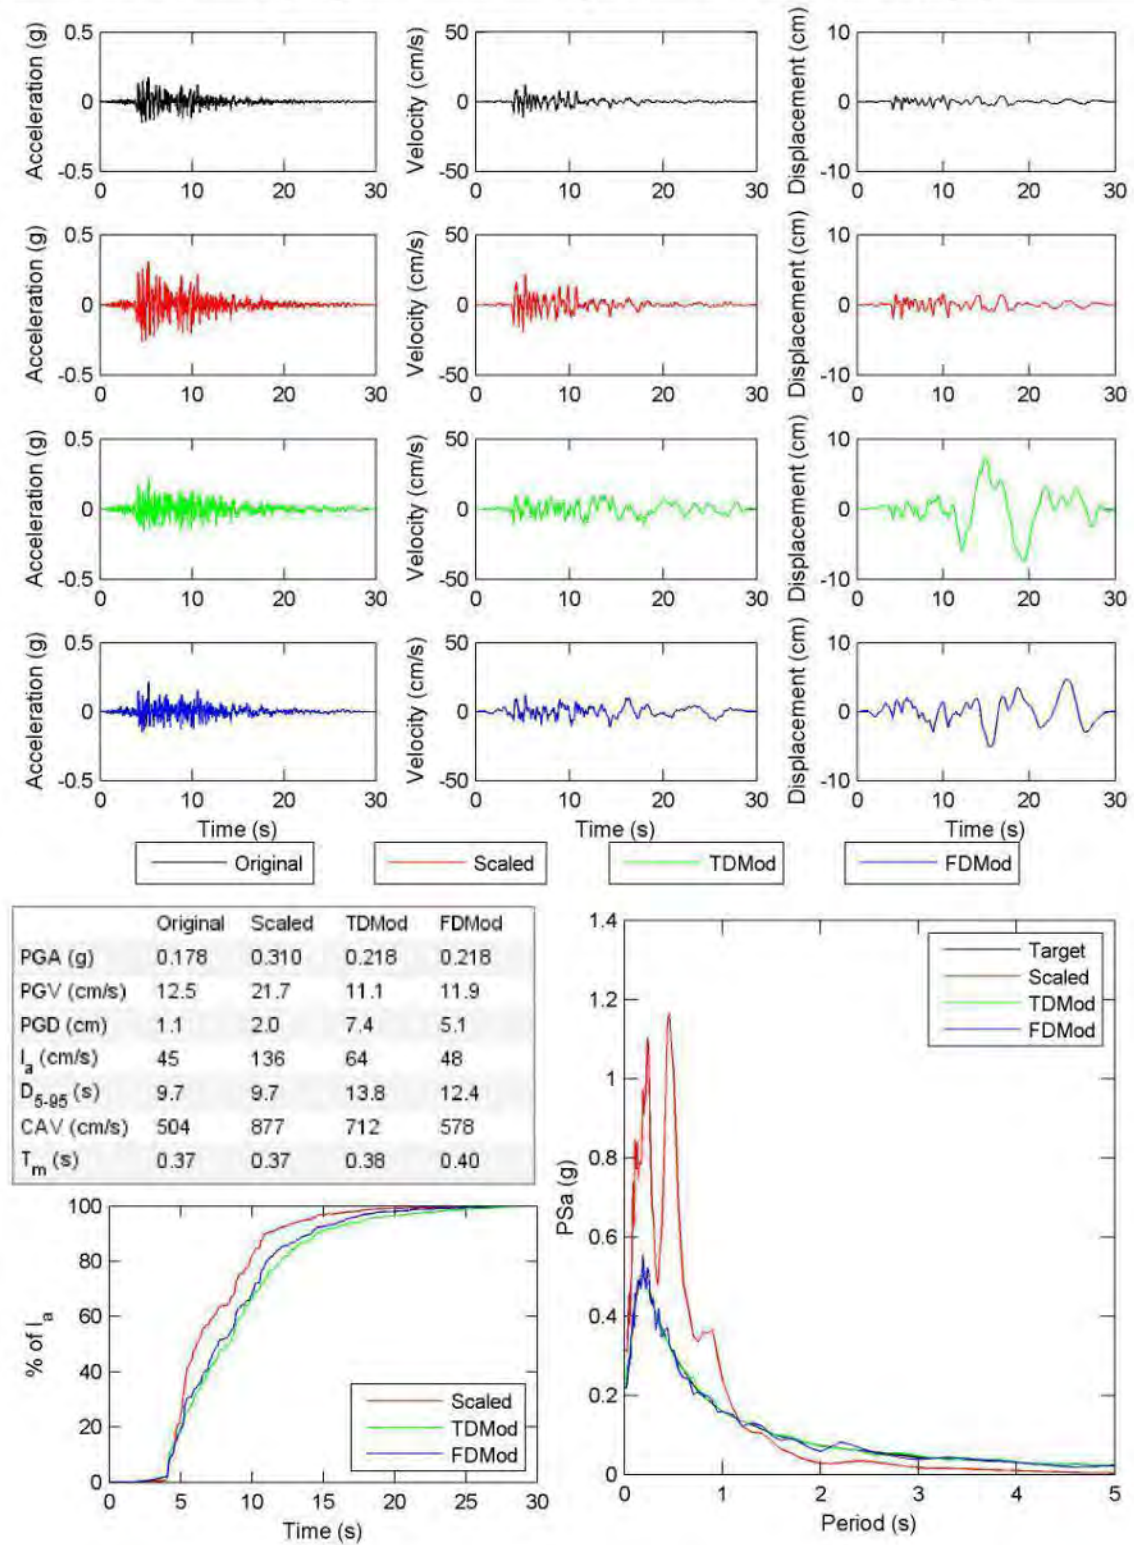 Acceleration (g)
0.5
0
-0.5
0 10 20 30
Velocity (cm/s)
50
0
-50
0 10 20 30
Displacement (cm)
10
0
-10
0 10 20 30
Acceleration (g)
0.5
0
-0.5
0 10 20 30
Velocity (cm/s)
50
0
-50
0 10 20 30
Displacement (cm)
10
0
-10
0 10 20 30
Acceleration (g)
0.5
0
-0.5
0 10 20 30
Velocity (cm/s)
50
0
-50
0 10 20 30
Displacement (cm)
10
0
-10
0 10 20 30
Acceleration (g)
0.5
0
-0.5
0 10 20 30
Time (s)
Velocity (cm/s)
50
0
-50
0 10 20 30
Time (s)
Displacement (cm)
10
0
-10
0 10 20 30
Time (s)
Original Scaled TDMod FDMod
Original Scaled TDMod FDMod
PGA (g) 0.178 0.310 0.218 0.218
PGV (cm/s) 12.5 21.7 11.1 11.9
PGD (cm) 1.1 2.0 7.4 5.1
Ia (cm/s) 45 136 64 48
D5-95 (s) 9.7 9.7 13.8 12.4
CAV (cm/s) 504 877 712 578
Tm (s) 0.37 0.37 0.38 0.40
% of Ia
100
80
60
40
20
0
0 5 10 15 20 25 30
Time (s)
Scaled
TDMod
FDMod
PSa (g)
1.4
1.2
1
0.8
0.6
0.4
0.2
0
0 1 2 3 4 5
Period (s)
Target
Scaled
TDMod
FDMod